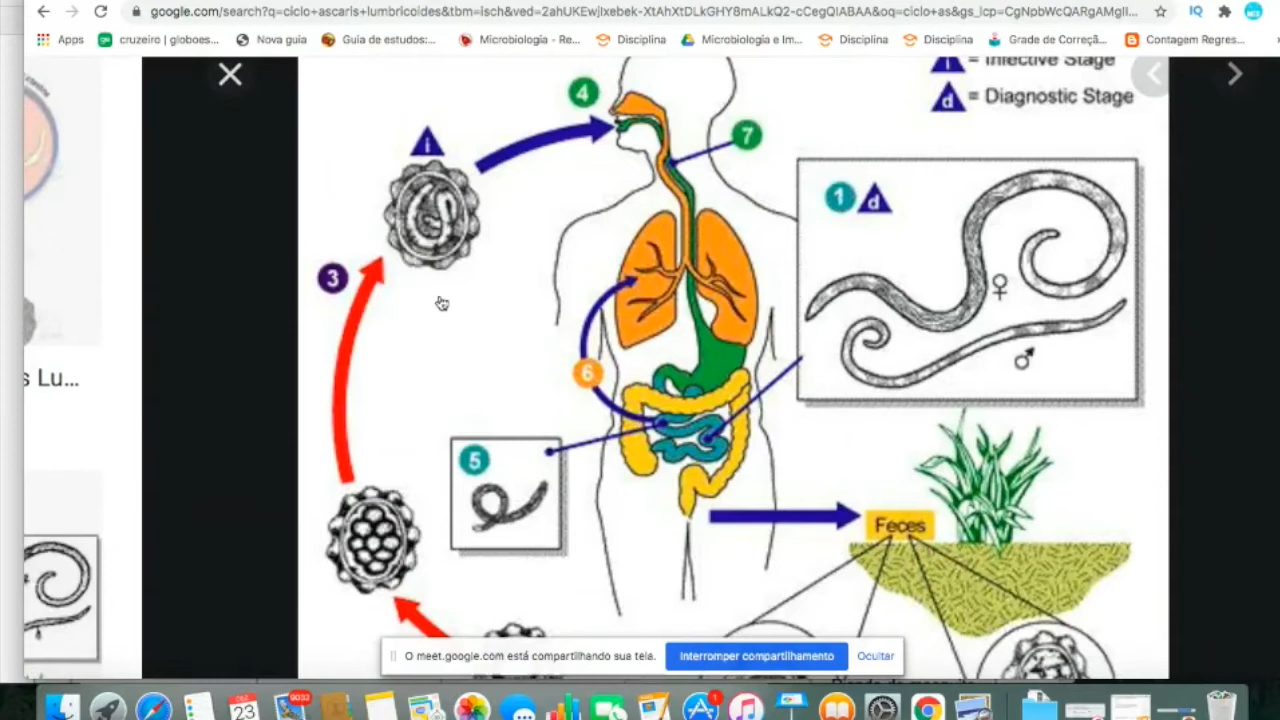 google.com/search?q=ciclo+ascaris+lumbricoides&tbm=isch&ved=2ahUKEwjIxebek-XtAhXtDLkGHY8mALkQ2-cCegQIABAA&oq=ciclo+as&gs_lcp=CgNpbWcQARgAMgII...
IQ
Apps
cruzeiro (globoes...
Nova guia
Guia de estudos:...
Microbiologia - Re...
Disciplina
Microbiologia e Im...
Disciplina
Disciplina
Grade de Correçã...
Contagem Regres...
i = Infective Stage
d = Diagnostic Stage
4
7
i
1 d
3
♀
s Lu...
6
♂
5
Feces
O meet.google.com está compartilhando sua tela.
Interromper compartilhamento
Ocultar
23
9032
1